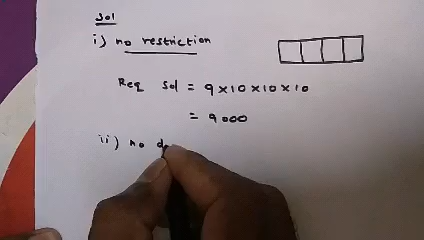 Sol
i) no restriction
Req Sol = 9×10×10×10
= 9000
ii) no